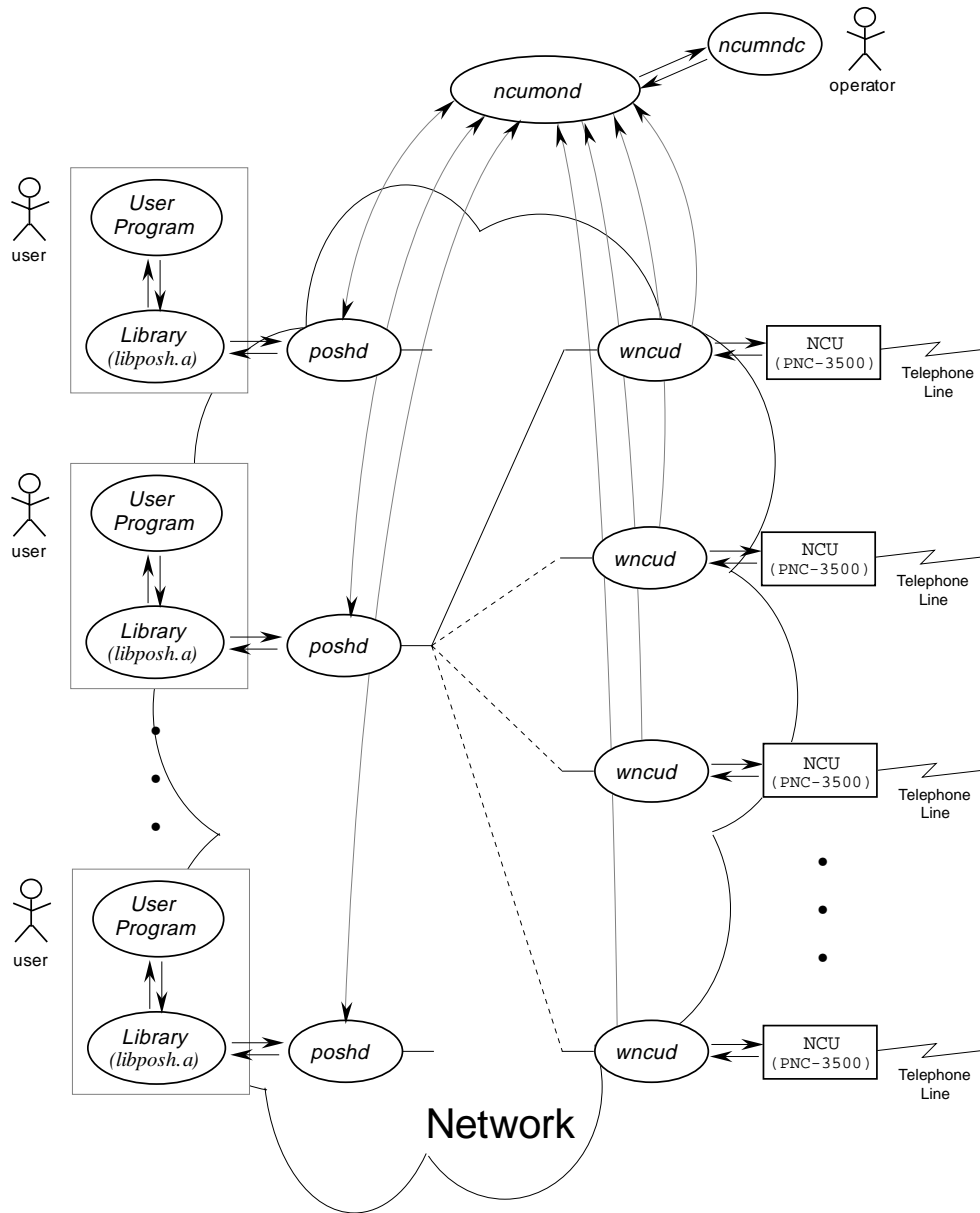 ncumndc
operator
ncumond
user
User
Program
Library
(libposh.a)
poshd
wncud
NCU
(PNC-3500)
Telephone
Line
user
User
Program
Library
(libposh.a)
poshd
wncud
NCU
(PNC-3500)
Telephone
Line
wncud
NCU
(PNC-3500)
Telephone
Line
user
User
Program
Library
(libposh.a)
poshd
wncud
NCU
(PNC-3500)
Telephone
Line
Network